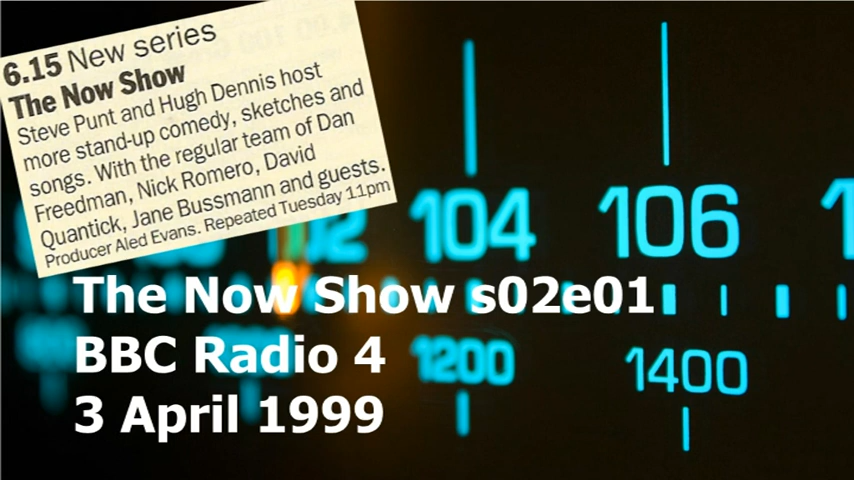 6.15 New series
The Now Show
Steve Punt and Hugh Dennis host
more stand-up comedy, sketches and
songs. With the regular team of Dan
Freedman, Nick Romero, David
Quantick, Jane Bussmann and guests.
Producer Aled Evans. Repeated Tuesday 11pm
104 106
The Now Show s02e01
BBC Radio 4
3 April 1999
1200 1400